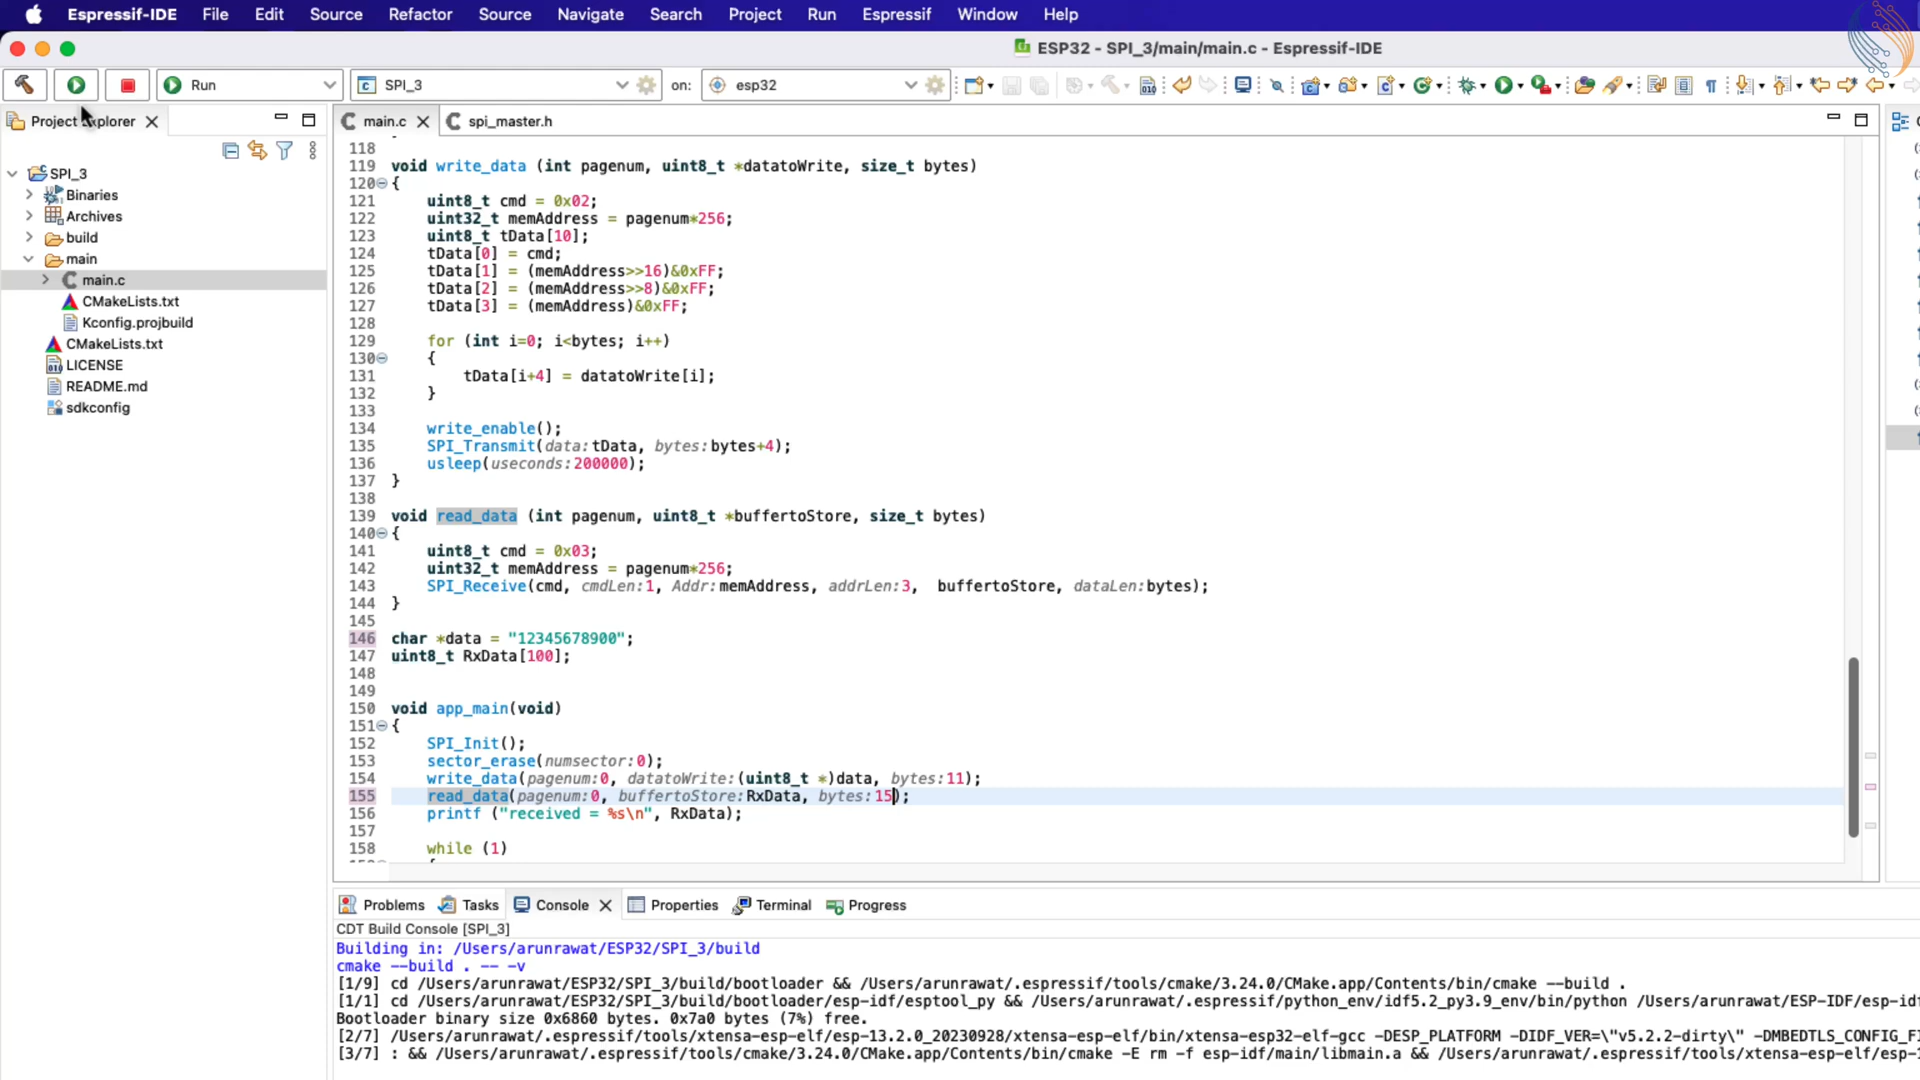 Espressif-IDE File Edit Source Refactor Source Navigate Search Project Run Espressif Window Help
ESP32 - SPI_3/main/main.c - Espressif-IDE
Run SPI_3 on: esp32
Project Explorer
main.c spi_master.h
SPI_3
Binaries
Archives
build
main
main.c
CMakeLists.txt
Kconfig.projbuild
CMakeLists.txt
LICENSE
README.md
sdkconfig
118
119 void write_data (int pagenum, uint8_t *datatoWrite, size_t bytes)
120 {
121 uint8_t cmd = 0x02;
122 uint32_t memAddress = pagenum*256;
123 uint8_t tData[10];
124 tData[0] = cmd;
125 tData[1] = (memAddress>>16)&0xFF;
126 tData[2] = (memAddress>>8)&0xFF;
127 tData[3] = (memAddress)&0xFF;
128
129 for (int i=0; i<bytes; i++)
130 {
131 tData[i+4] = datatoWrite[i];
132 }
133
134 write_enable();
135 SPI_Transmit(data:tData, bytes:bytes+4);
136 usleep(useconds:200000);
137 }
138
139 void read_data (int pagenum, uint8_t *buffertoStore, size_t bytes)
140 {
141 uint8_t cmd = 0x03;
142 uint32_t memAddress = pagenum*256;
143 SPI_Receive(cmd, cmdLen:1, Addr:memAddress, addrLen:3, buffertoStore, dataLen:bytes);
144 }
145
146 char *data = "12345678900";
147 uint8_t RxData[100];
148
149
150 void app_main(void)
151 {
152 SPI_Init();
153 sector_erase(numsector:0);
154 write_data(pagenum:0, datatoWrite:(uint8_t *)data, bytes:11);
155 read_data(pagenum:0, buffertoStore:RxData, bytes:15);
156 printf ("received = %s\n", RxData);
157
158 while (1)
Problems Tasks Console Properties Terminal Progress
CDT Build Console [SPI_3]
Building in: /Users/arunrawat/ESP32/SPI_3/build
cmake --build . -- -v
[1/9] cd /Users/arunrawat/ESP32/SPI_3/build/bootloader && /Users/arunrawat/.espressif/tools/cmake/3.24.0/CMake.app/Contents/bin/cmake --build .
[1/1] cd /Users/arunrawat/ESP32/SPI_3/build/bootloader/esp-idf/esptool_py && /Users/arunrawat/.espressif/python_env/idf5.2_py3.9_env/bin/python /Users/arunrawat/ESP-IDF/esp-idf
Bootloader binary size 0x6860 bytes. 0x7a0 bytes (7%) free.
[2/7] /Users/arunrawat/.espressif/tools/xtensa-esp-elf/esp-13.2.0_20230928/xtensa-esp-elf/bin/xtensa-esp32-elf-gcc -DESP_PLATFORM -DIDF_VER=\"v5.2.2-dirty\" -DMBEDTLS_CONFIG_FI
[3/7] : && /Users/arunrawat/.espressif/tools/cmake/3.24.0/CMake.app/Contents/bin/cmake -E rm -f esp-idf/main/libmain.a && /Users/arunrawat/.espressif/tools/xtensa-esp-elf/esp-1